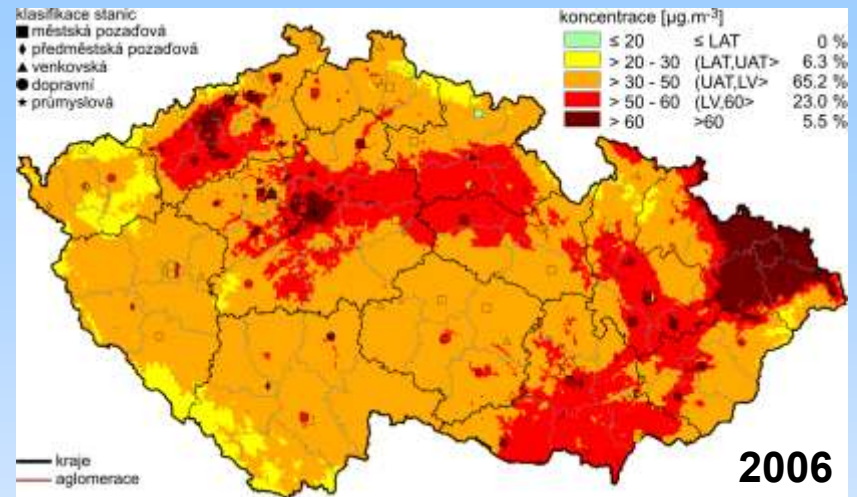 klasifikace stanic
městská pozaďová
předměstská pozaďová
venkovská
dopravní
průmyslová
koncentrace [µg.m⁻³]
≤ 20 ≤ LAT 0 %
> 20 - 30 (LAT,UAT> 6.3 %
> 30 - 50 (UAT,LV> 65.2 %
> 50 - 60 (LV,60> 23.0 %
> 60 >60 5.5 %
kraje
aglomerace
2006